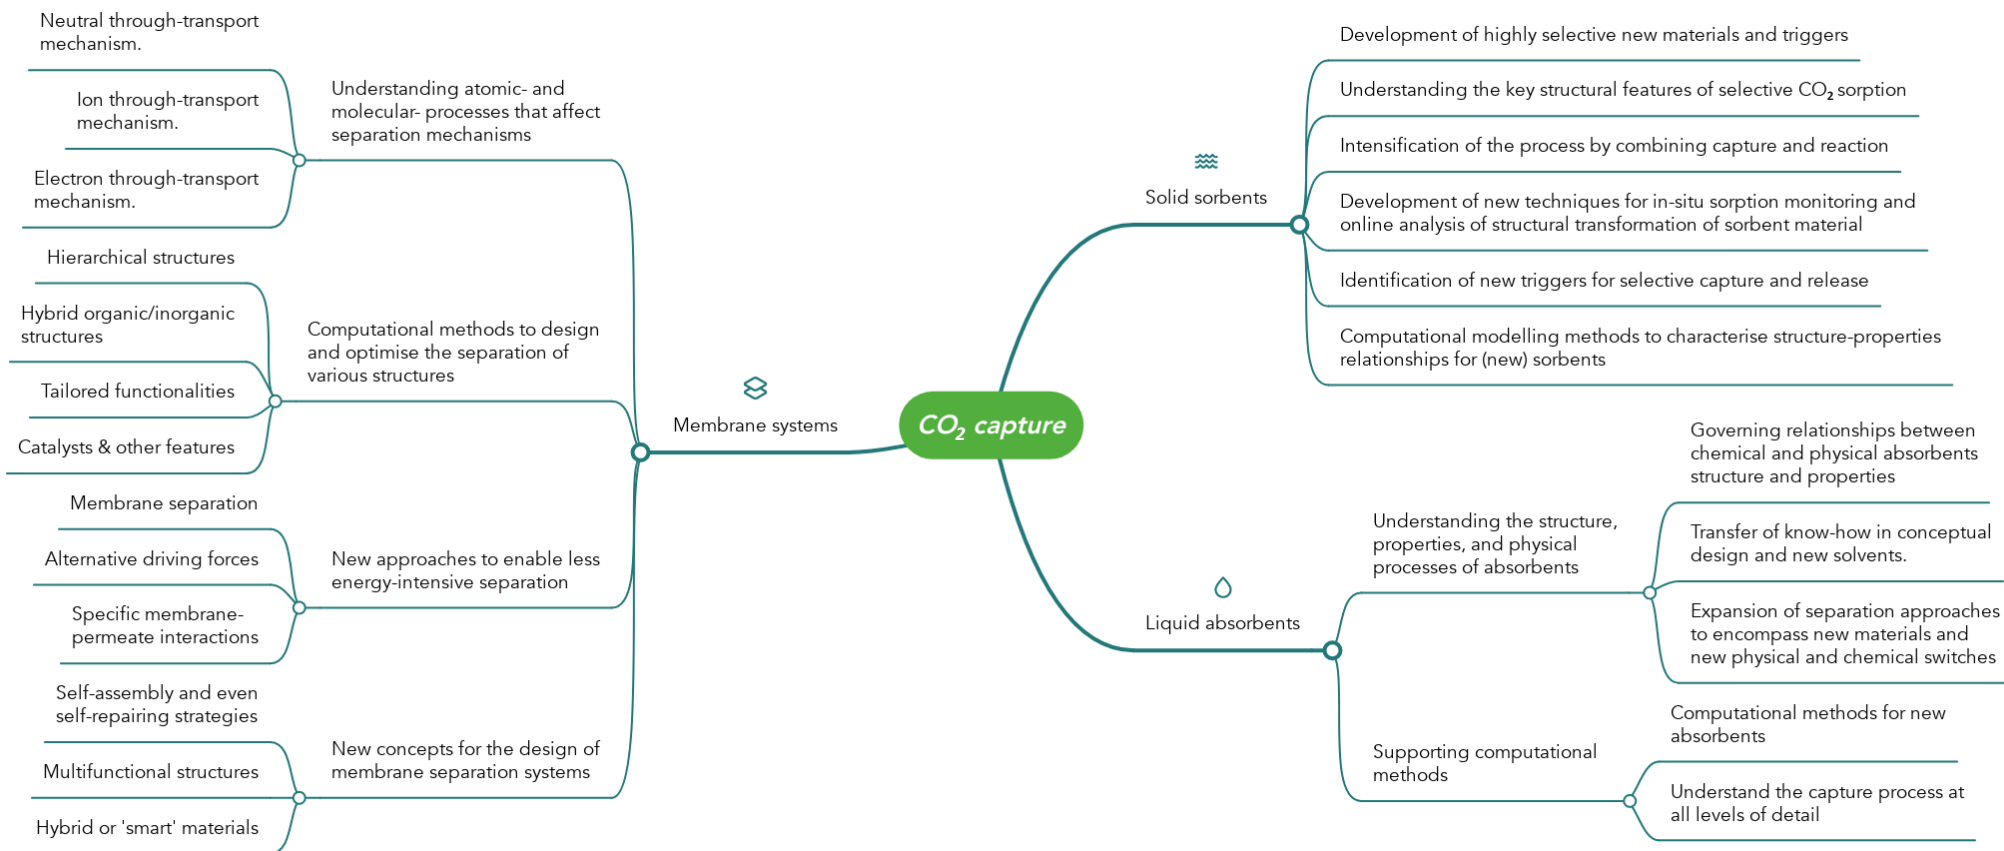 Neutral through-transport
mechanism.
Ion through-transport
mechanism.
Electron through-transport
mechanism.
Understanding atomic- and
molecular- processes that affect
separation mechanisms
Hierarchical structures
Hybrid organic/inorganic
structures
Tailored functionalities
Catalysts & other features
Computational methods to design
and optimise the separation of
various structures
Membrane separation
Alternative driving forces
Specific membrane-
permeate interactions
New approaches to enable less
energy-intensive separation
Self-assembly and even
self-repairing strategies
Multifunctional structures
Hybrid or 'smart' materials
New concepts for the design of
membrane separation systems
Membrane systems
CO₂ capture
Solid sorbents
Development of highly selective new materials and triggers
Understanding the key structural features of selective CO₂ sorption
Intensification of the process by combining capture and reaction
Development of new techniques for in-situ sorption monitoring and
online analysis of structural transformation of sorbent material
Identification of new triggers for selective capture and release
Computational modelling methods to characterise structure-properties
relationships for (new) sorbents
Liquid absorbents
Understanding the structure,
properties, and physical
processes of absorbents
Governing relationships between
chemical and physical absorbents
structure and properties
Transfer of know-how in conceptual
design and new solvents.
Expansion of separation approaches
to encompass new materials and
new physical and chemical switches
Supporting computational
methods
Computational methods for new
absorbents
Understand the capture process at
all levels of detail